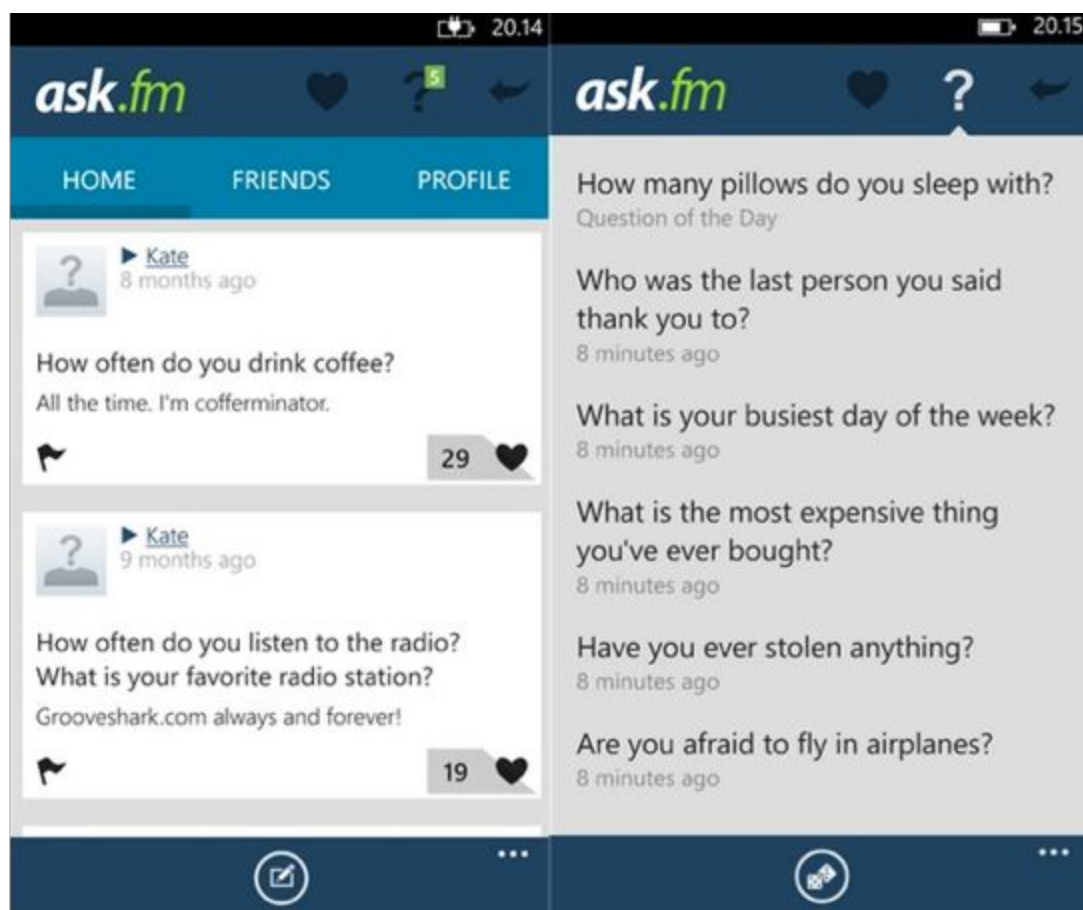 20.14
ask.fm
5
HOME FRIENDS PROFILE
Kate
8 months ago
How often do you drink coffee?
All the time. I'm cofferminator.
29
Kate
9 months ago
How often do you listen to the radio?
What is your favorite radio station?
Grooveshark.com always and forever!
19
20.15
ask.fm
?
How many pillows do you sleep with?
Question of the Day
Who was the last person you said
thank you to?
8 minutes ago
What is your busiest day of the week?
8 minutes ago
What is the most expensive thing
you've ever bought?
8 minutes ago
Have you ever stolen anything?
8 minutes ago
Are you afraid to fly in airplanes?
8 minutes ago